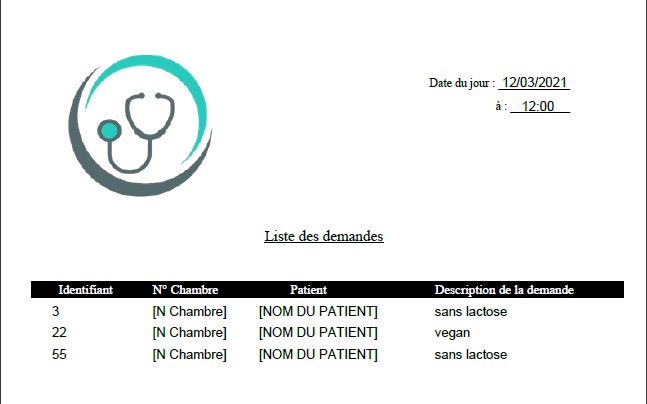 Date du jour : 12/03/2021
à : 12:00
Liste des demandes
Identifiant N° Chambre Patient Description de la demande
3 [N Chambre] [NOM DU PATIENT] sans lactose
22 [N Chambre] [NOM DU PATIENT] vegan
55 [N Chambre] [NOM DU PATIENT] sans lactose